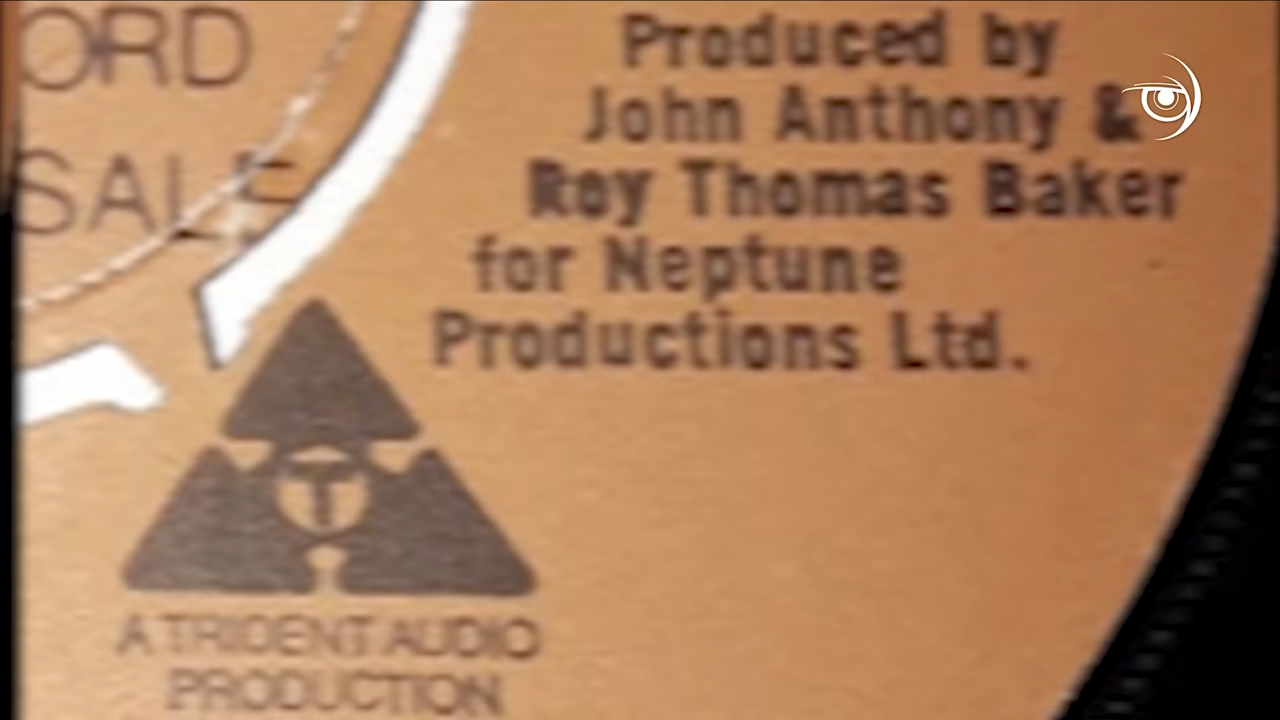 ORD
SALE
Produced by
John Anthony &
Roy Thomas Baker
for Neptune
Productions Ltd.
T
A TRIDENT AUDIO
PRODUCTION